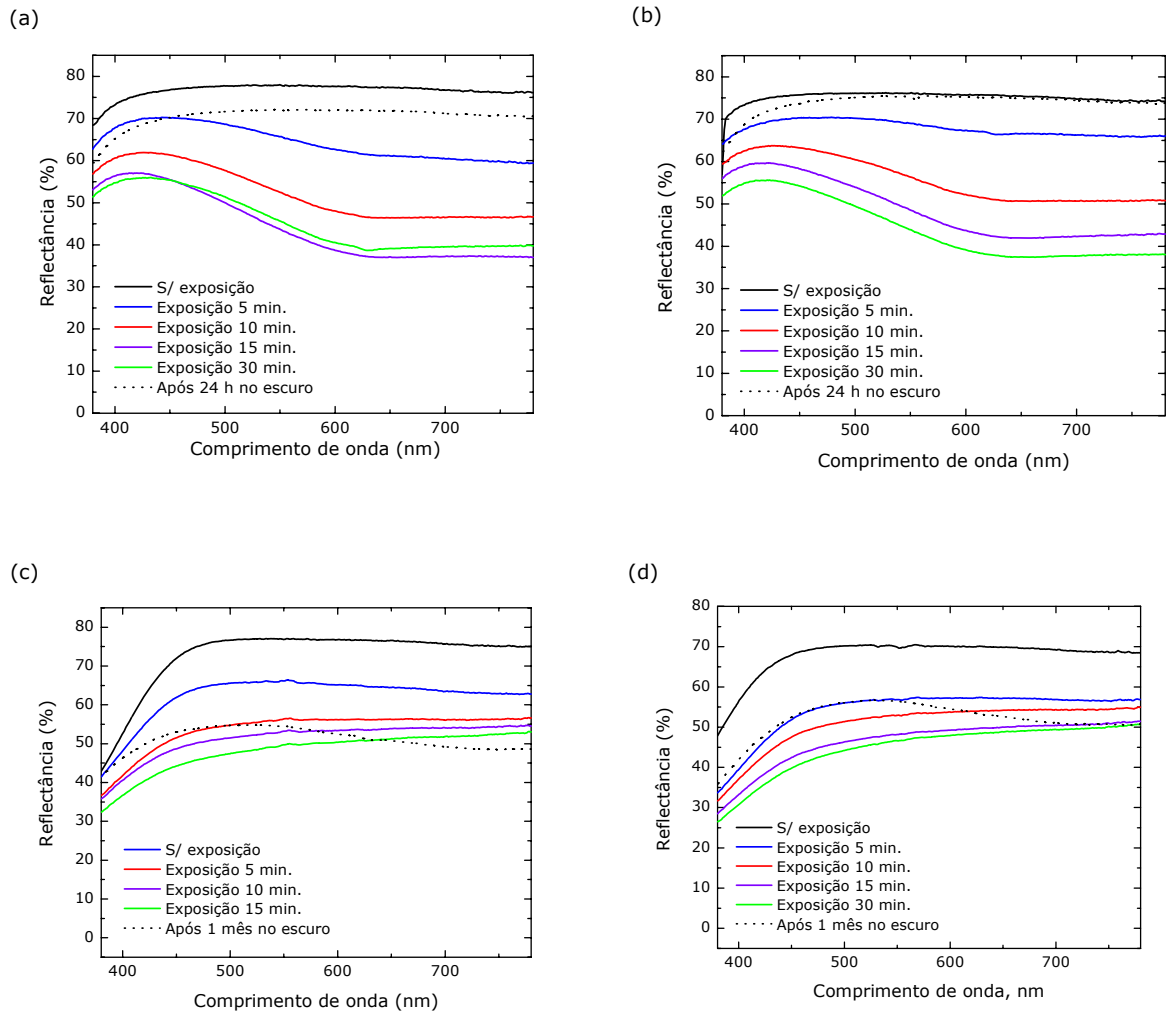 (a)
Reflectância (%)
80
70
60
50
40
30
20
10
0
S/ exposição
Exposição 5 min.
Exposição 10 min.
Exposição 15 min.
Exposição 30 min.
Após 24 h no escuro
400 500 600 700
Comprimento de onda (nm)
(b)
Reflectância (%)
80
70
60
50
40
30
20
10
0
S/ exposição
Exposição 5 min.
Exposição 10 min.
Exposição 15 min.
Exposição 30 min.
Após 24 h no escuro
400 500 600 700
Comprimento de onda (nm)
(c)
Reflectância (%)
80
70
60
50
40
30
20
10
0
S/ exposição
Exposição 5 min.
Exposição 10 min.
Exposição 15 min.
Após 1 mês no escuro
400 500 600 700
Comprimento de onda (nm)
(d)
Reflectância (%)
80
70
60
50
40
30
20
10
0
S/ exposição
Exposição 5 min.
Exposição 10 min.
Exposição 15 min.
Exposição 30 min.
Após 1 mês no escuro
400 500 600 700
Comprimento de onda, nm